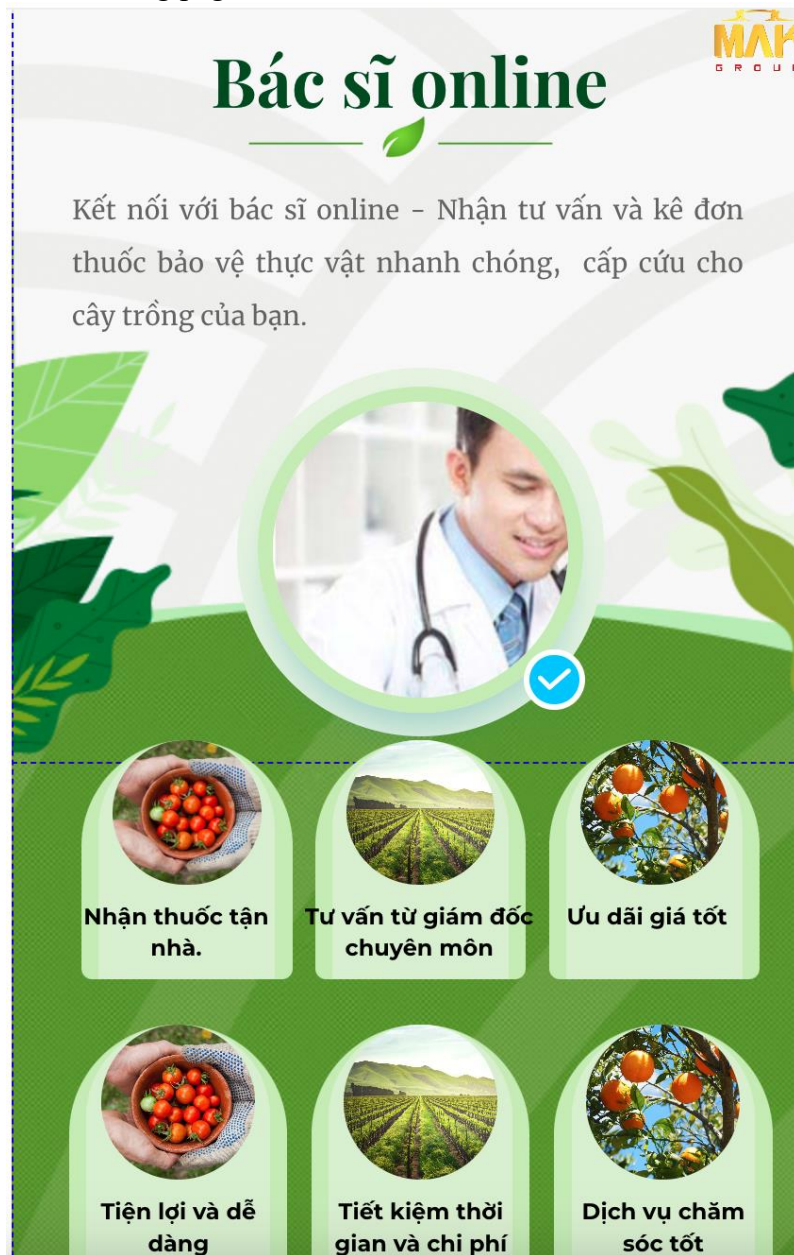 MAK
GROUP
Bác sĩ online
Kết nối với bác sĩ online - Nhận tư vấn và kê đơn
thuốc bảo vệ thực vật nhanh chóng, cấp cứu cho
cây trồng của bạn.
Nhận thuốc tận
nhà.
Tư vấn từ giám đốc
chuyên môn
Ưu dãi giá tốt
Tiện lợi và dễ
dàng
Tiết kiệm thời
gian và chi phí
Dịch vụ chăm
sóc tốt